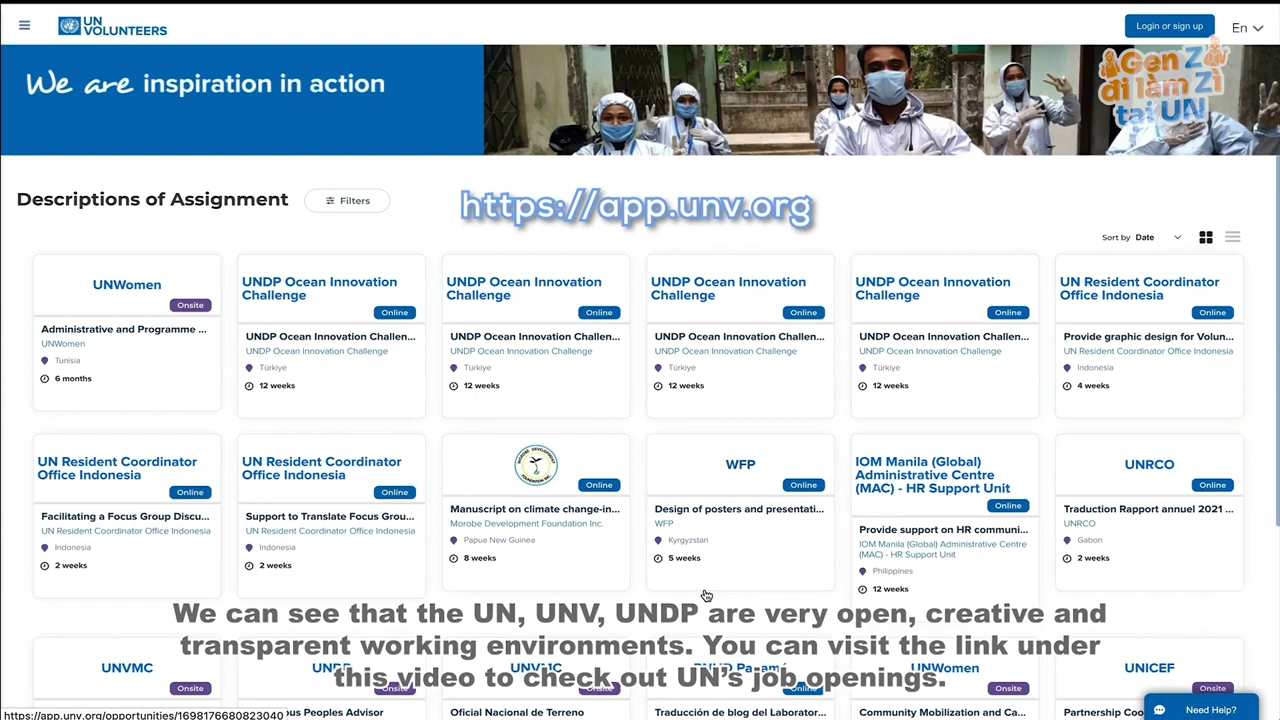 UN
VOLUNTEERS
Login or sign up
En
We are inspiration in action
Gen Z
đi làm Zì
tại UN
Descriptions of Assignment
Filters
https://app.unv.org
Sort by Date
UNWomen
Onsite
Administrative and Programme ...
UNWomen
Tunisia
6 months
UNDP Ocean Innovation
Challenge
Online
UNDP Ocean Innovation Challen...
UNDP Ocean Innovation Challenge
Türkiye
12 weeks
UNDP Ocean Innovation
Challenge
Online
UNDP Ocean Innovation Challen...
UNDP Ocean Innovation Challenge
Türkiye
12 weeks
UNDP Ocean Innovation
Challenge
Online
UNDP Ocean Innovation Challen...
UNDP Ocean Innovation Challenge
Türkiye
12 weeks
UNDP Ocean Innovation
Challenge
Online
UNDP Ocean Innovation Challen...
UNDP Ocean Innovation Challenge
Türkiye
12 weeks
UN Resident Coordinator
Office Indonesia
Online
Provide graphic design for Volun...
UN Resident Coordinator Office Indonesia
Indonesia
4 weeks
UN Resident Coordinator
Office Indonesia
Online
Facilitating a Focus Group Discu...
UN Resident Coordinator Office Indonesia
Indonesia
2 weeks
UN Resident Coordinator
Office Indonesia
Online
Support to Translate Focus Grou...
UN Resident Coordinator Office Indonesia
Indonesia
2 weeks
Online
Manuscript on climate change-in...
Morobe Development Foundation Inc.
Papua New Guinea
8 weeks
WFP
Online
Design of posters and presentati...
WFP
Kyrgyzstan
5 weeks
IOM Manila (Global)
Administrative Centre
(MAC) - HR Support Unit
Online
Provide support on HR communi...
IOM Manila (Global) Administrative Centre
(MAC) - HR Support Unit
Philippines
12 weeks
UNRCO
Online
Traduction Rapport annuel 2021 ...
UNRCO
Gabon
2 weeks
We can see that the UN, UNV, UNDP are very open, creative and
transparent working environments. You can visit the link under
this video to check out UN's job openings.
UNVMC
Onsite
UNDP
Onsite
us Peoples Advisor
UNVMC
Onsite
Oficial Nacional de Terreno
PNUD Panamá
Online
Traducción de blog del Laborator...
UNWomen
Onsite
Community Mobilization and Ca...
UNICEF
Onsite
Partnership Coo
Need Help?
https://app.unv.org/opportunities/1698176680823040